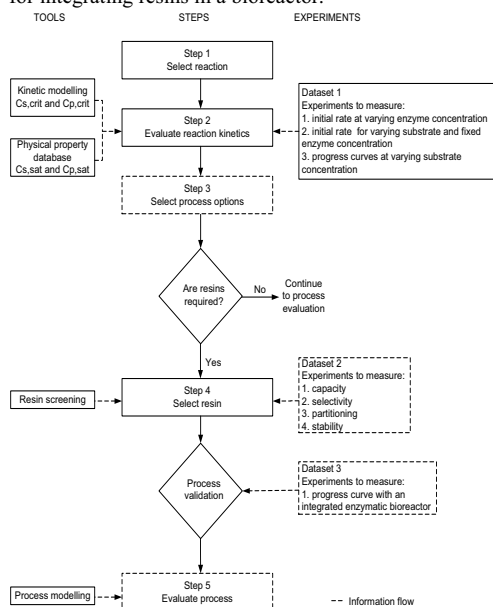 for integrating resins in a bioreactor.
TOOLS
STEPS
EXPERIMENTS
Step 1
Select reaction
Kinetic modelling
Cs,crit and Cp,crit
Physical property
database
Cs,sat and Cp,sat
Step 2
Evaluate reaction kinetics
Dataset 1
Experiments to measure:
1. initial rate at varying enzyme concentration
2. initial rate for varying substrate and fixed
enzyme concentration
3. progress curves at varying substrate
concentration
Step 3
Select process options
Are resins
required?
No
Continue
to process
evaluation
Yes
Resin screening
Step 4
Select resin
Dataset 2
Experiments to measure:
1. capacity
2. selectivity
3. partitioning
4. stability
Process
validation
Dataset 3
Experiments to measure:
1. progress curve with an
integrated enzymatic bioreactor
Process modelling
Step 5
Evaluate process
-- Information flow